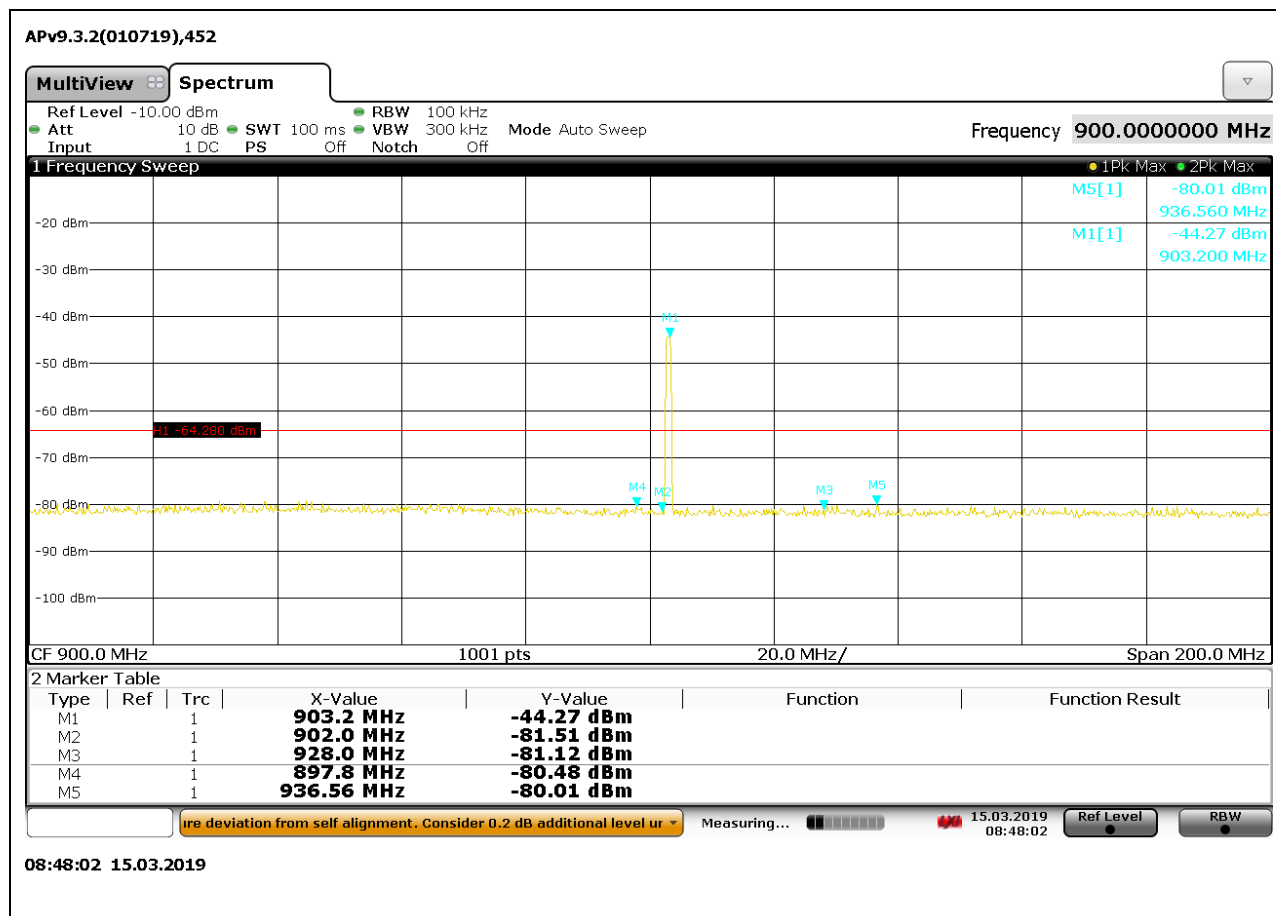 APv9.3.2(010719),452
MultiView Spectrum
Ref Level -10.00 dBm RBW 100 kHz
Att 10 dB SWT 100 ms VBW 300 kHz Mode Auto Sweep Frequency 900.0000000 MHz
Input 1 DC PS Off Notch Off
1 Frequency Sweep 1Pk Max 2Pk Max
M5[1] -80.01 dBm
936.560 MHz
-20 dBm
M1[1] -44.27 dBm
903.200 MHz
-30 dBm
-40 dBm
M1
-50 dBm
-60 dBm
H1 -64.280 dBm
-70 dBm
M4 M2 M3 M5
-80 dBm
-90 dBm
-100 dBm
CF 900.0 MHz 1001 pts 20.0 MHz/ Span 200.0 MHz
2 Marker Table
Type Ref Trc X-Value Y-Value Function Function Result
M1 1 903.2 MHz -44.27 dBm
M2 1 902.0 MHz -81.51 dBm
M3 1 928.0 MHz -81.12 dBm
M4 1 897.8 MHz -80.48 dBm
M5 1 936.56 MHz -80.01 dBm
ure deviation from self alignment. Consider 0.2 dB additional level ur Measuring... 15.03.2019 Ref Level RBW
08:48:02
08:48:02 15.03.2019